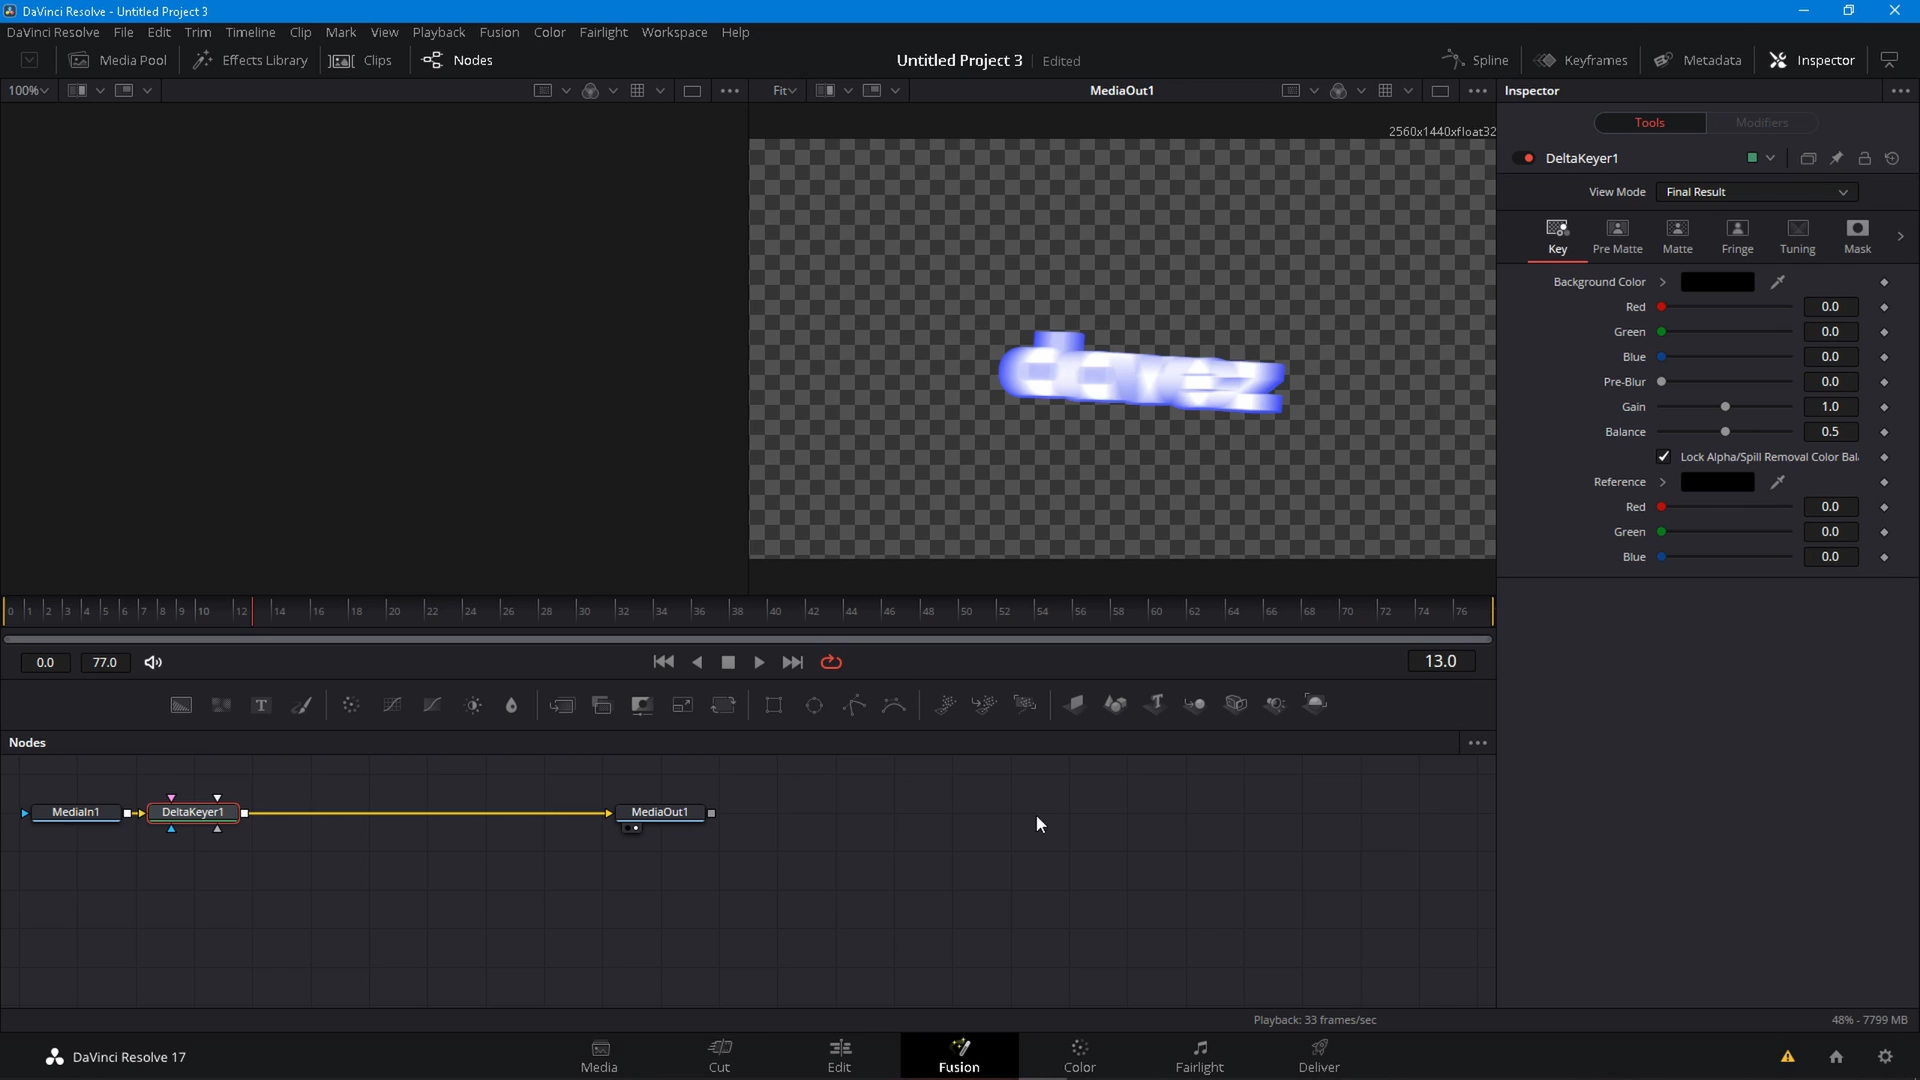 DaVinci Resolve - Untitled Project 3
DaVinci Resolve File Edit Trim Timeline Clip Mark View Playback Fusion Color Fairlight Workspace Help
Media Pool Effects Library Clips Nodes Untitled Project 3 Edited Spline Keyframes Metadata Inspector
100% Fit MediaOut1 Inspector
2560x1440xfloat32
Tools Modifiers
DeltaKeyer1
View Mode Final Result
Key Pre Matte Matte Fringe Tuning Mask
Background Color
Red 0.0
Green 0.0
Blue 0.0
Pre-Blur 0.0
Gain 1.0
Balance 0.5
Lock Alpha/Spill Removal Color Bal
Reference
Red 0.0
Green 0.0
Blue 0.0
0 1 2 3 4 5 6 7 8 9 10 12 14 16 18 20 22 24 26 28 30 32 34 36 38 40 42 44 46 48 50 52 54 56 58 60 62 64 66 68 70 72 74 76
0.0 77.0 13.0
Nodes
MediaIn1 DeltaKeyer1 MediaOut1
Playback: 33 frames/sec 48% - 7799 MB
DaVinci Resolve 17 Media Cut Edit Fusion Color Fairlight Deliver